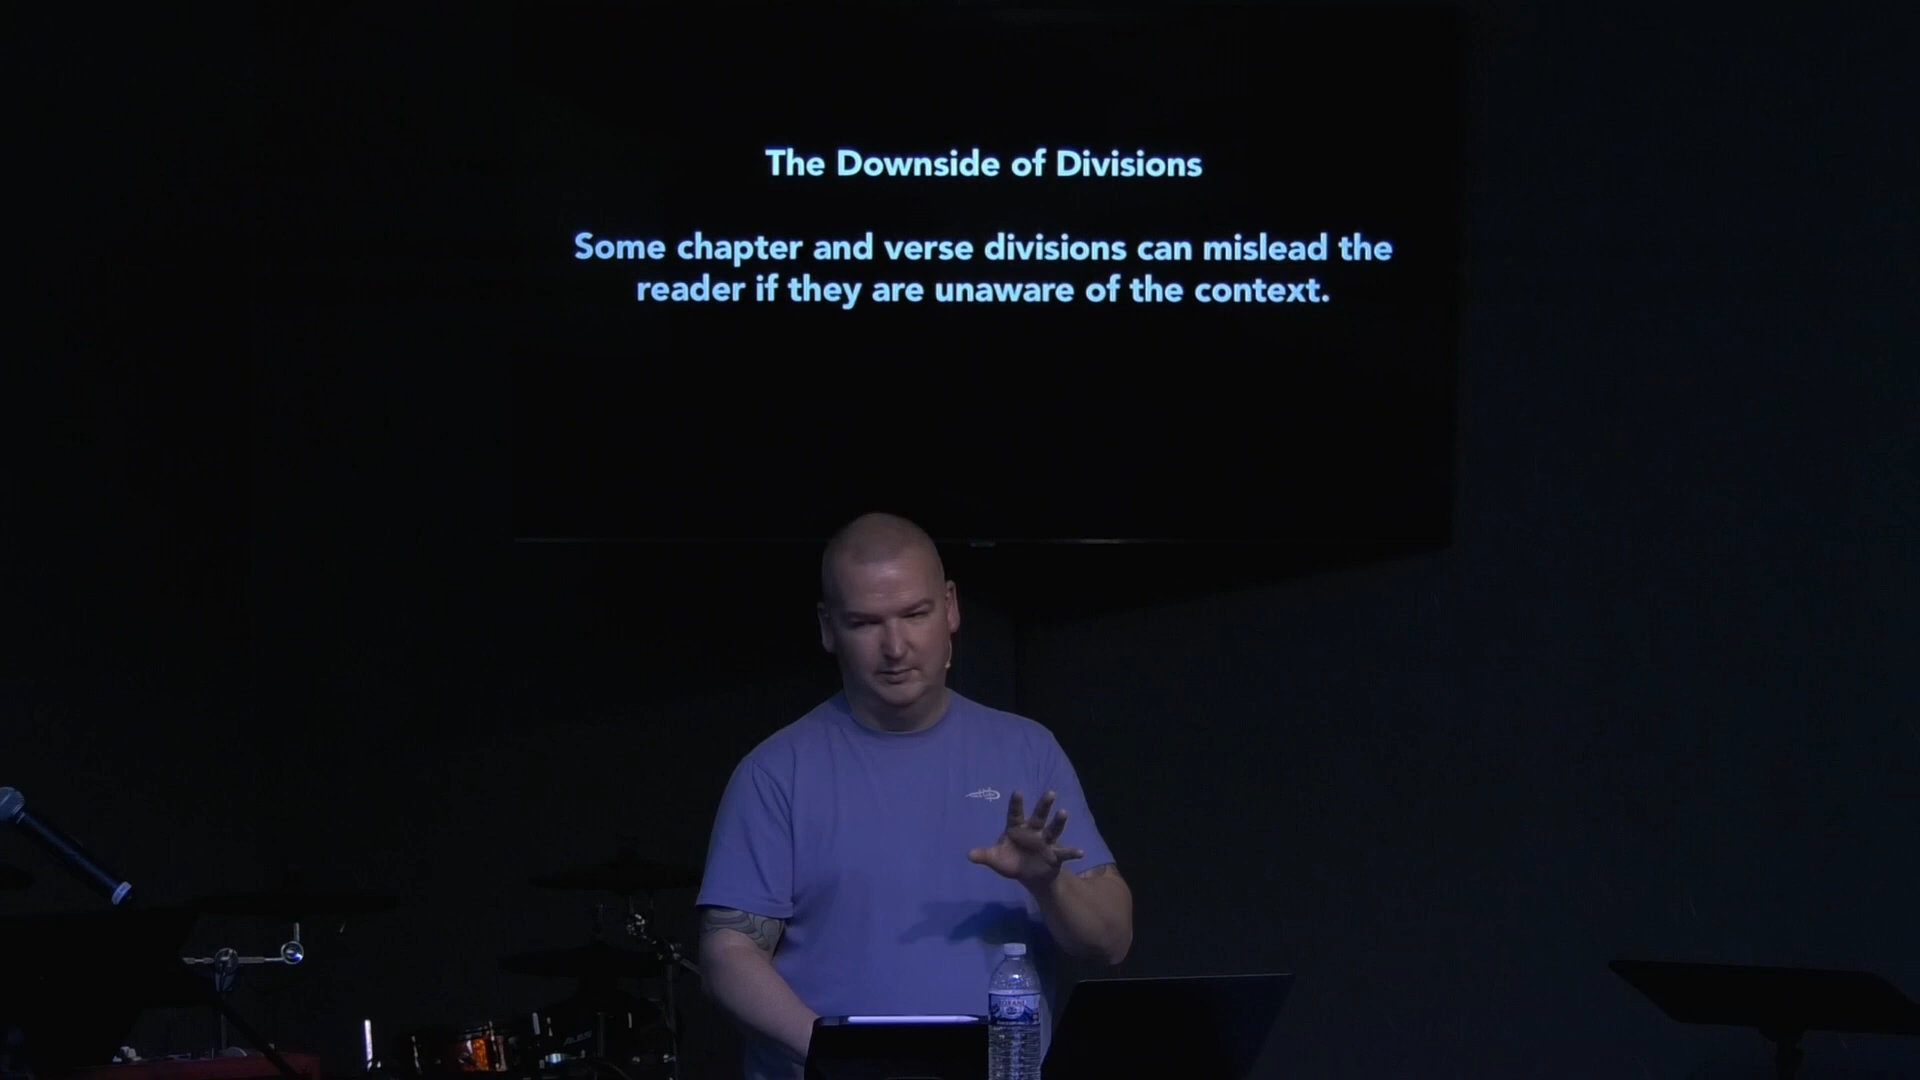 The Downside of Divisions
Some chapter and verse divisions can mislead the
reader if they are unaware of the context.
ALESIS